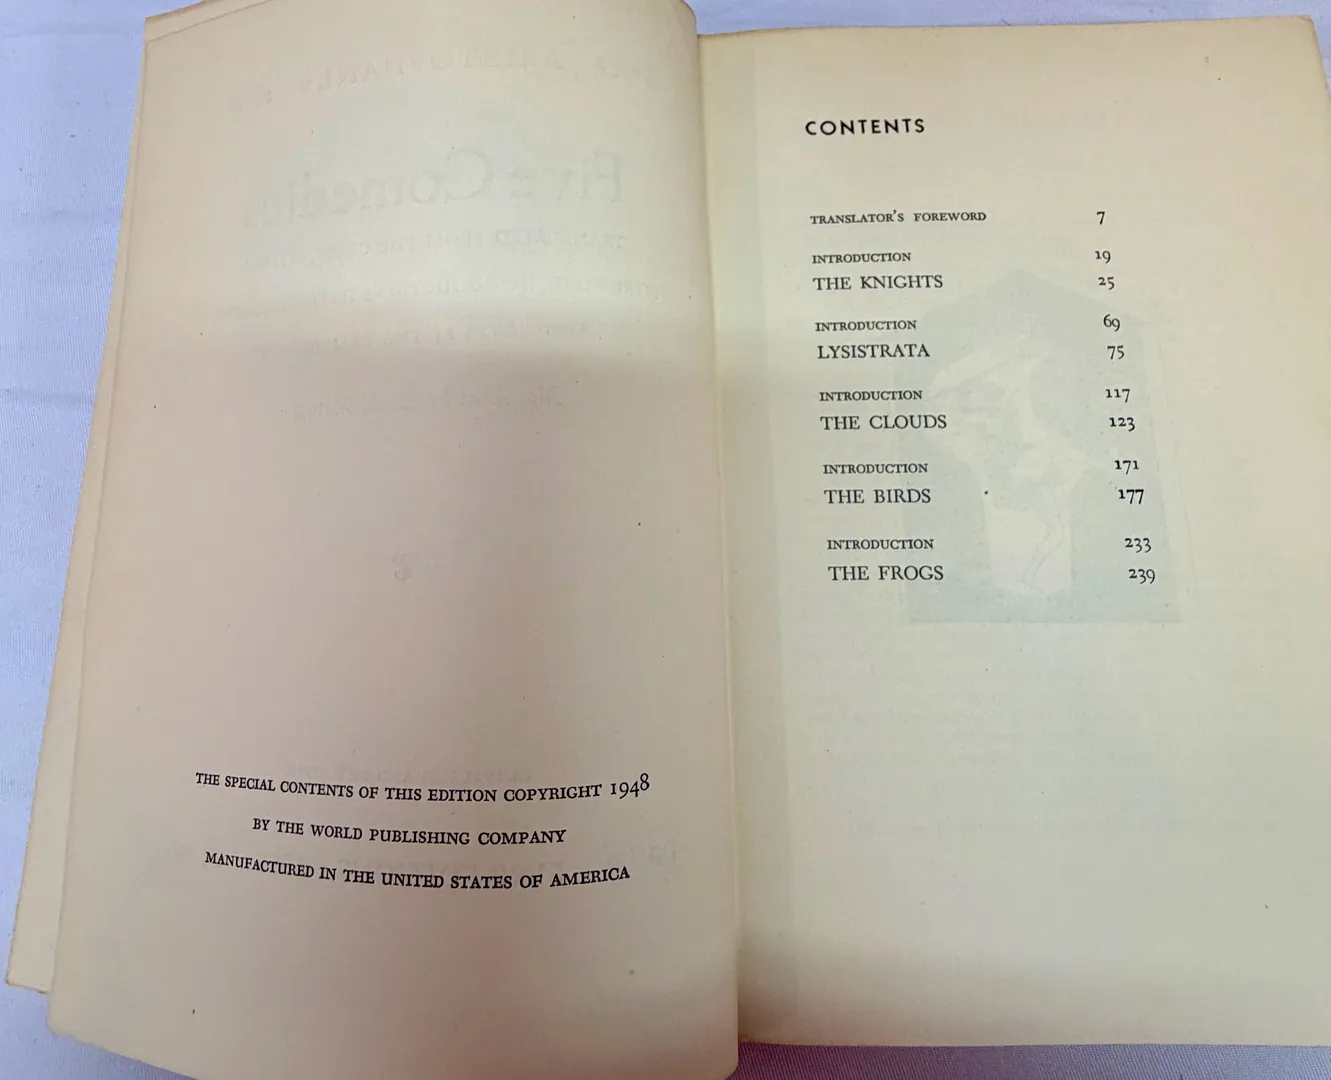 THE SPECIAL CONTENTS OF THIS EDITION COPYRIGHT 1948
BY THE WORLD PUBLISHING COMPANY
MANUFACTURED IN THE UNITED STATES OF AMERICA
CONTENTS
TRANSLATOR'S FOREWORD 7
INTRODUCTION 19
THE KNIGHTS 25
INTRODUCTION 69
LYSISTRATA 75
INTRODUCTION 117
THE CLOUDS 123
INTRODUCTION 171
THE BIRDS 177
INTRODUCTION 233
THE FROGS 239